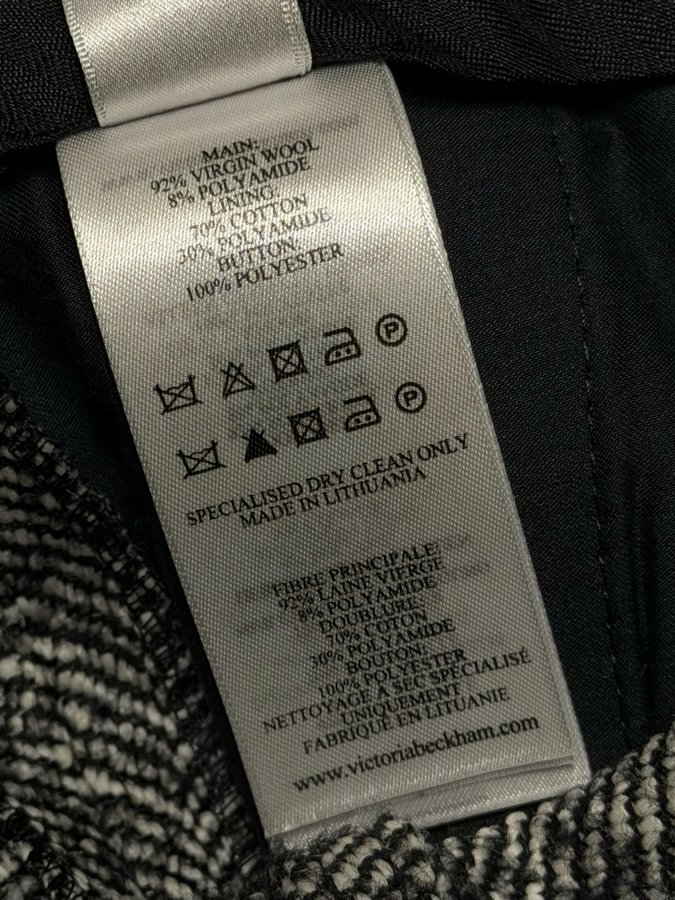 MAIN:
92% VIRGIN WOOL
8% POLYAMIDE
LINING:
70% COTTON
30% POLYAMIDE
BUTTON:
100% POLYESTER
P
P
SPECIALISED DRY CLEAN ONLY
MADE IN LITHUANIA
FIBRE PRINCIPALE:
92% LAINE VIERGE
8% POLYAMIDE
DOUBLURE:
70% COTON
30% POLYAMIDE
BOUTON:
100% POLYESTER
NETTOYAGE A SEC SPECIALISÉ
UNIQUEMENT
FABRIQUÉ EN LITUANIE
www.victoriabeckham.com